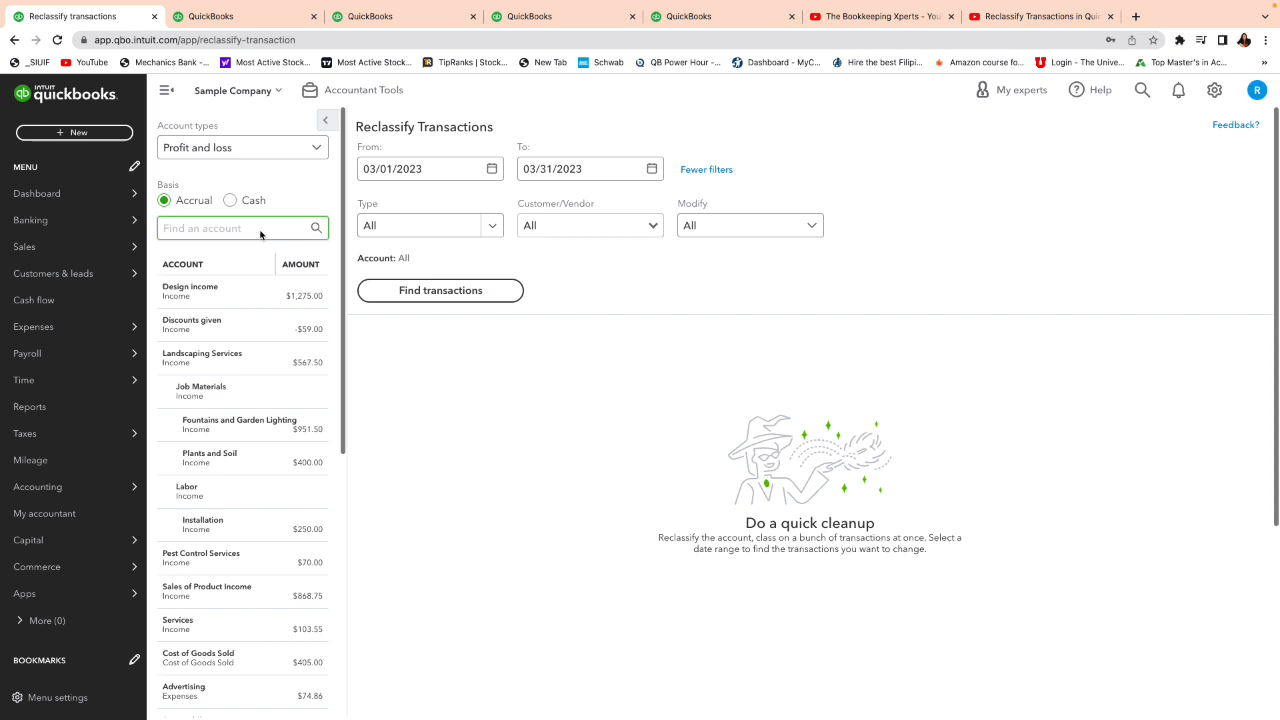 Reclassify transactions
QuickBooks
QuickBooks
QuickBooks
QuickBooks
The Bookkeeping Xperts - You
Reclassify Transactions in Quic
app.qbo.intuit.com/app/reclassify-transaction
_SIUIF
YouTube
Mechanics Bank -...
Most Active Stock...
Most Active Stock...
TipRanks | Stock...
New Tab
Schwab
QB Power Hour -...
Dashboard - MyC...
Hire the best Filipi...
Amazon course fo...
Login - The Unive...
Top Master's in Ac...
»
intuit
quickbooks.
Sample Company
Accountant Tools
My experts
Help
R
+ New
MENU
Dashboard
Banking
Sales
Customers & leads
Cash flow
Expenses
Payroll
Time
Reports
Taxes
Mileage
Accounting
My accountant
Capital
Commerce
Apps
More (0)
BOOKMARKS
Menu settings
Account types
Profit and loss
Basis
Accrual
Cash
Find an account
ACCOUNT AMOUNT
Design income
Income $1,275.00
Discounts given
Income -$59.00
Landscaping Services
Income $567.50
Job Materials
Income
Fountains and Garden Lighting
Income $951.50
Plants and Soil
Income $400.00
Labor
Income
Installation
Income $250.00
Pest Control Services
Income $70.00
Sales of Product Income
Income $868.75
Services
Income $103.55
Cost of Goods Sold
Cost of Goods Sold $405.00
Advertising
Expenses $74.86
Reclassify Transactions
Feedback?
From: To:
03/01/2023 03/31/2023 Fewer filters
Type Customer/Vendor Modify
All All All
Account: All
Find transactions
Do a quick cleanup
Reclassify the account, class on a bunch of transactions at once. Select a
date range to find the transactions you want to change.